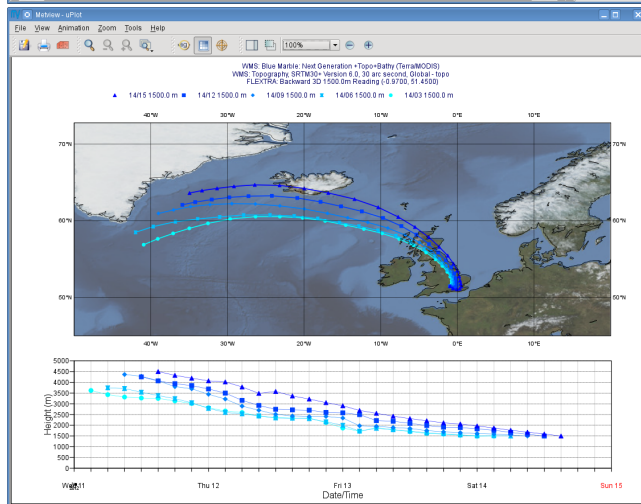 Metview - uPlot
File View Animation Zoom Tools Help
100%
WMS: Blue Marble: Next Generation +Topo+Bathy (Terra/MODIS)
WMS: Topography, SRTM30+ Version 6.0, 30 arc second, Global - topo
FLEXTRA: Backward 3D 1500.0m Reading (-0.9700, 51.4500)
14/15 1500.0 m 14/12 1500.0 m 14/09 1500.0 m 14/06 1500.0 m 14/03 1500.0 m
40°W 30°W 20°W 10°W 0°E 10°E
70°N 70°N
60°N 60°N
50°N 50°N
40°W 30°W 20°W 10°W 0°E 10°E
5000
4500
4000
3500
3000
2500
2000
1500
1000
500
0
Height (m)
Thu 12 Fri 13 Sat 14 Sun 15
Date/Time